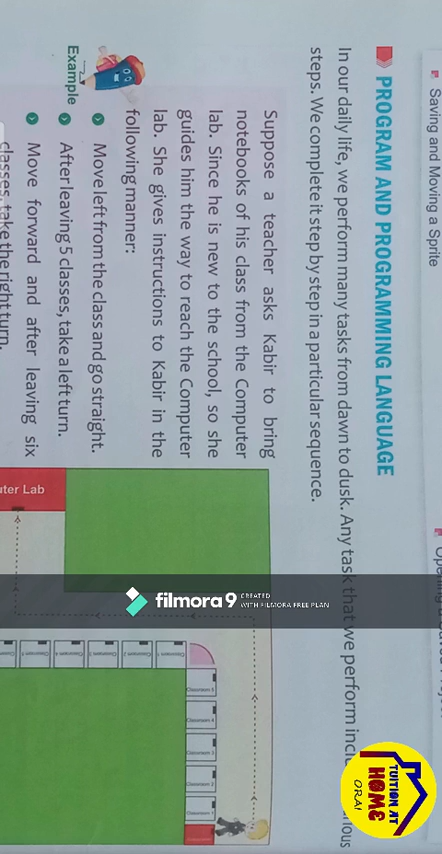 Saving and Moving a Sprite
PROGRAM AND PROGRAMMING LANGUAGE
In our daily life, we perform many tasks from dawn to dusk. Any task that we perform
steps. We complete it step by step in a particular sequence.
Suppose a teacher asks Kabir to bring
notebooks of his class from the Computer
lab. Since he is new to the school, so she
guides him the way to reach the Computer
lab. She gives instructions to Kabir in the
following manner:
Move left from the class and go straight.
Example
After leaving 5 classes, take a left turn.
Move forward and after leaving six
classes, take the right turn.
Lab
filmora9
CREATED
WITH FILMORA FREE PLAN
TUITION AT
HOME
ORAI